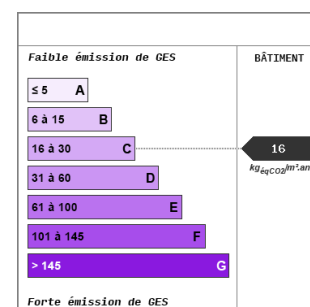 Faible émission de GES
BÂTIMENT
≤ 5 A
6 à 15 B
16 à 30 C
16
kgéqCO2/m².an
31 à 60 D
61 à 100 E
101 à 145 F
> 145 G
Forte émission de GES